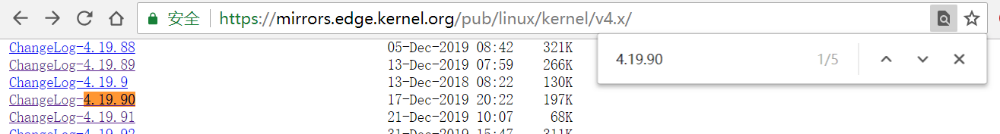 安全 https://mirrors.edge.kernel.org/pub/linux/kernel/v4.x/
4.19.90 1/5
ChangeLog-4.19.88 05-Dec-2019 08:42 321K
ChangeLog-4.19.89 13-Dec-2019 07:59 266K
ChangeLog-4.19.9 13-Dec-2018 08:22 130K
ChangeLog-4.19.90 17-Dec-2019 20:22 197K
ChangeLog-4.19.91 21-Dec-2019 10:07 68K
ChangeLog-4.19.92 31-Dec-2019 15:47 311K